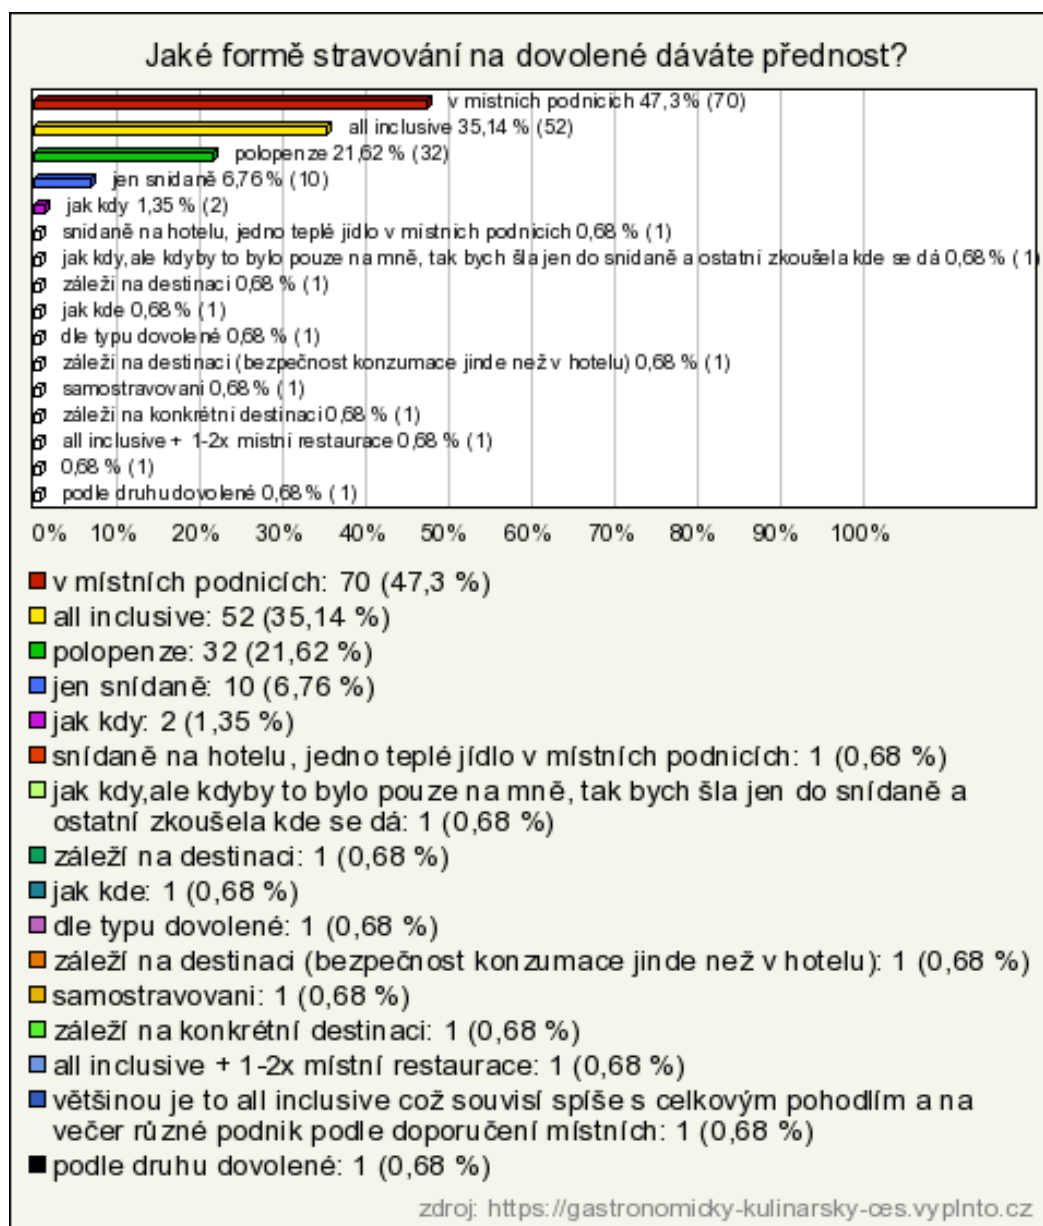 Jaké formě stravování na dovolené dáváte přednost?
v místních podnicích 47,3 % (70)
all inclusive 35,14 % (52)
polopenze 21,62 % (32)
jen snídaně 6,76 % (10)
jak kdy 1,35 % (2)
snídaně na hotelu, jedno teplé jídlo v místních podnicích 0,68 % (1)
jak kdy,ale kdyby to bylo pouze na mně, tak bych šla jen do snídaně a ostatní zkoušela kde se dá 0,68 % (1)
záleží na destinaci 0,68 % (1)
jak kde 0,68 % (1)
dle typu dovolené 0,68 % (1)
záleží na destinaci (bezpečnost konzumace jinde než v hotelu) 0,68 % (1)
samostravovani 0,68 % (1)
záleží na konkrétní destinaci 0,68 % (1)
all inclusive + 1-2x místní restaurace 0,68 % (1)
0,68 % (1)
podle druhu dovolené 0,68 % (1)
0% 10% 20% 30% 40% 50% 60% 70% 80% 90% 100%
v místních podnicích: 70 (47,3 %)
all inclusive: 52 (35,14 %)
polopenze: 32 (21,62 %)
jen snídaně: 10 (6,76 %)
jak kdy: 2 (1,35 %)
snídaně na hotelu, jedno teplé jídlo v místních podnicích: 1 (0,68 %)
jak kdy,ale kdyby to bylo pouze na mně, tak bych šla jen do snídaně a
ostatní zkoušela kde se dá: 1 (0,68 %)
záleží na destinaci: 1 (0,68 %)
jak kde: 1 (0,68 %)
dle typu dovolené: 1 (0,68 %)
záleží na destinaci (bezpečnost konzumace jinde než v hotelu): 1 (0,68 %)
samostravovani: 1 (0,68 %)
záleží na konkrétní destinaci: 1 (0,68 %)
all inclusive + 1-2x místní restaurace: 1 (0,68 %)
většinou je to all inclusive což souvisí spíše s celkovým pohodlím a na
večer různé podnik podle doporučení místních: 1 (0,68 %)
podle druhu dovolené: 1 (0,68 %)
zdroj: https://gastronomicky-kulinarsky-ces.vyplnto.cz